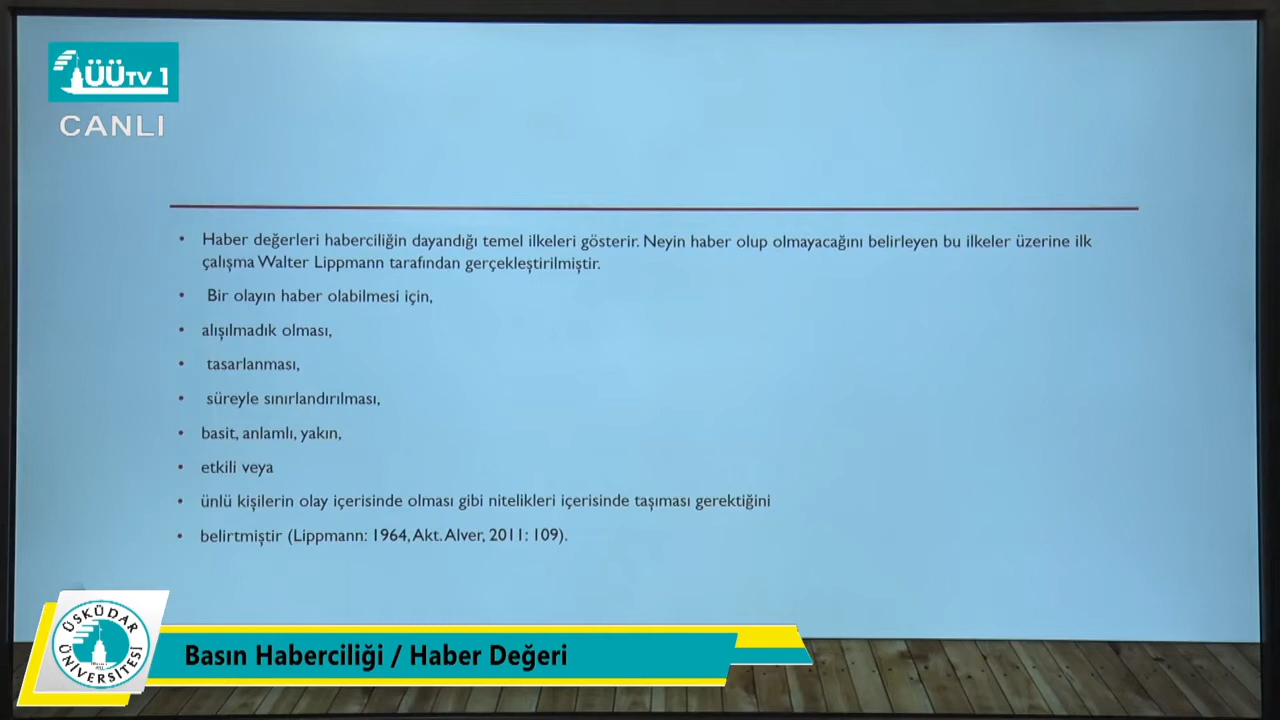 ÜÜTV 1
CANLI
• Haber değerleri haberciliğin dayandığı temel ilkeleri gösterir. Neyin haber olup olmayacağını belirleyen bu ilkeler üzerine ilk
çalışma Walter Lippmann tarafından gerçekleştirilmiştir.
• Bir olayın haber olabilmesi için,
• alışılmadık olması,
• tasarlanması,
• süreyle sınırlandırılması,
• basit, anlamlı, yakın,
• etkili veya
• ünlü kişilerin olay içerisinde olması gibi nitelikleri içerisinde taşıması gerektiğini
• belirtmiştir (Lippmann: 1964, Akt. Alver, 2011: 109).
ÜSKÜDAR
ÜNİVERSİTESİ
Basın Haberciliği / Haber Değeri